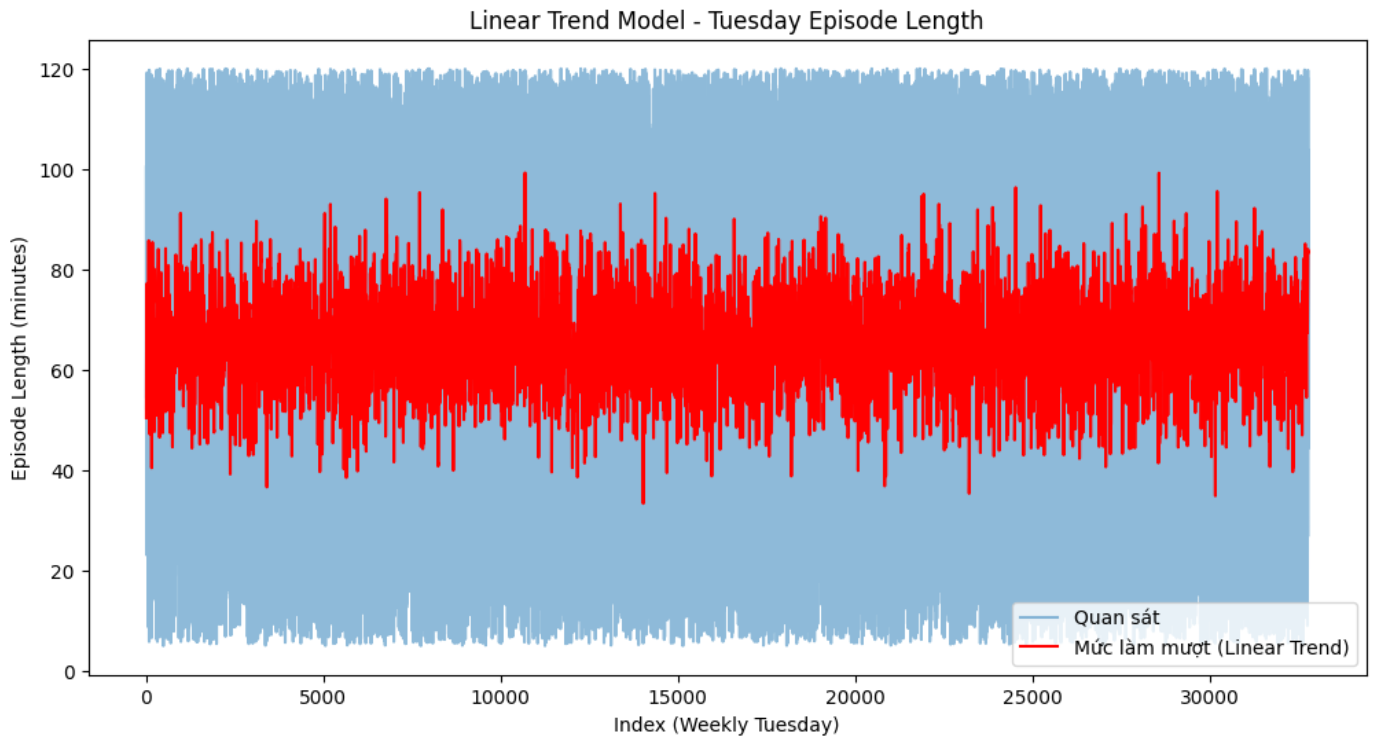 Linear Trend Model - Tuesday Episode Length
Episode Length (minutes)
120
100
80
60
40
20
0
0
5000
10000
15000
20000
25000
30000
Index (Weekly Tuesday)
Quan sát
Mức làm mượt (Linear Trend)